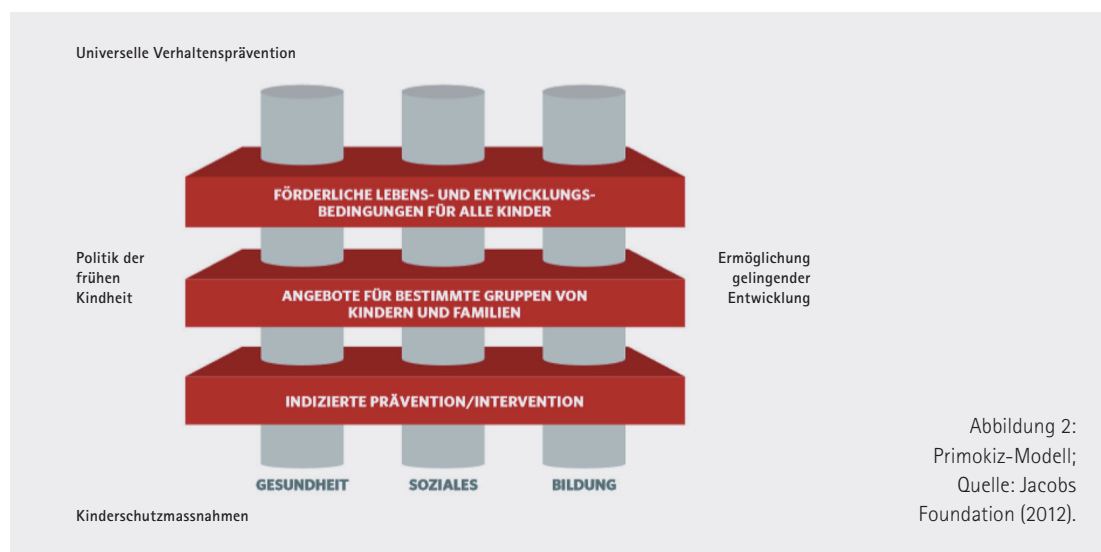 Universelle Verhaltensprävention
FÖRDERLICHE LEBENS- UND ENTWICKLUNGS-
BEDINGUNGEN FÜR ALLE KINDER
Politik der
frühen
Kindheit
ANGEBOTE FÜR BESTIMMTE GRUPPEN VON
KINDERN UND FAMILIEN
Ermöglichung
gelingender
Entwicklung
INDIZIERTE PRÄVENTION/INTERVENTION
GESUNDHEIT SOZIALES BILDUNG
Kinderschutzmassnahmen
Abbildung 2:
Primokiz-Modell;
Quelle: Jacobs
Foundation (2012).